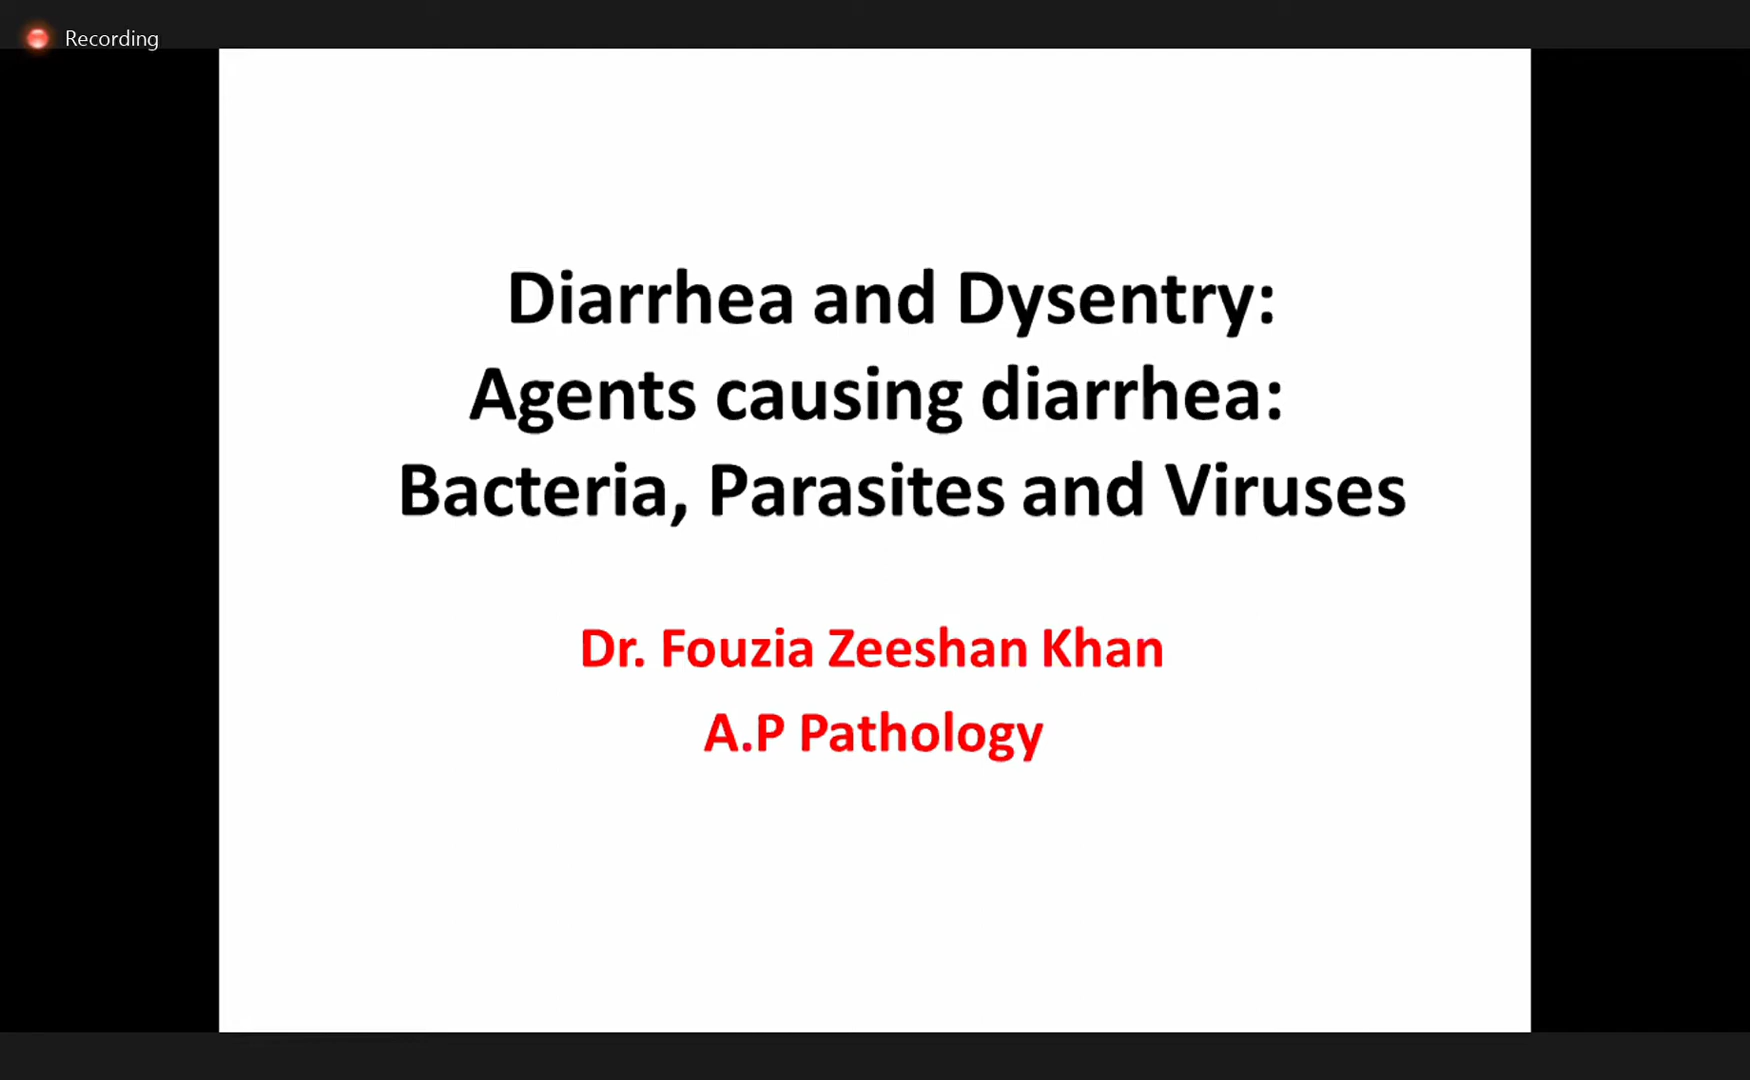 Recording
Diarrhea and Dysentry:
Agents causing diarrhea:
Bacteria, Parasites and Viruses
Dr. Fouzia Zeeshan Khan
A.P Pathology